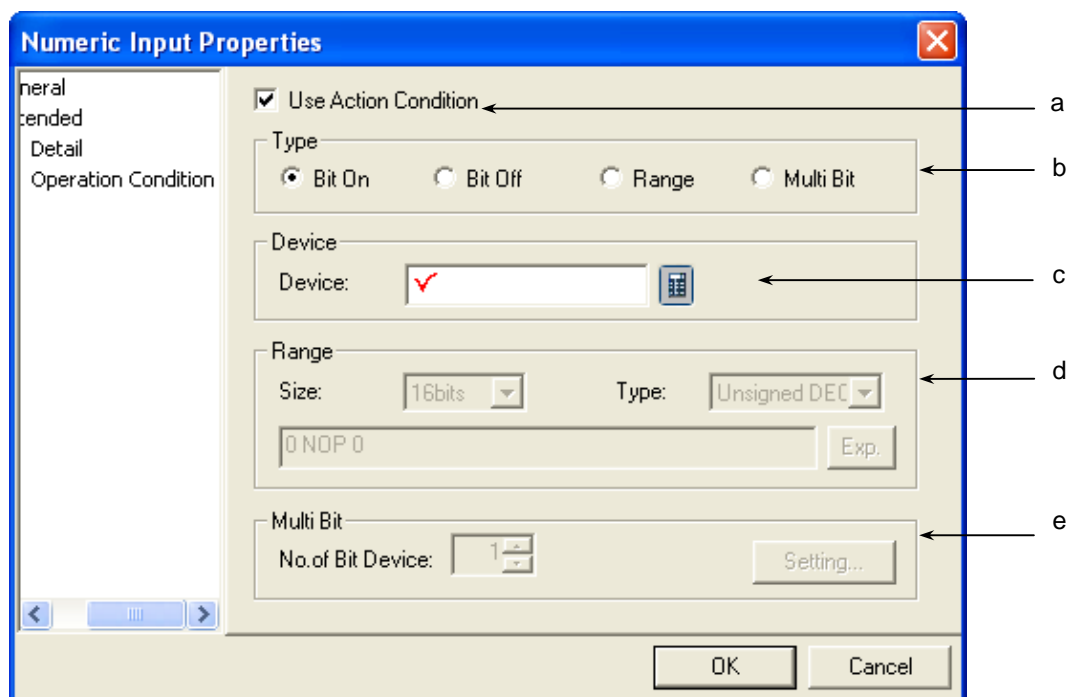 Numeric Input Properties
neral
tended
Detail
Operation Condition
Use Action Condition
a
Type
Bit On Bit Off Range Multi Bit
b
Device
Device:
c
Range
Size: 16bits Type: Unsigned DEC
d
0 NOP 0 Exp.
Multi Bit
e
No.of Bit Device: 1 Setting...
OK Cancel